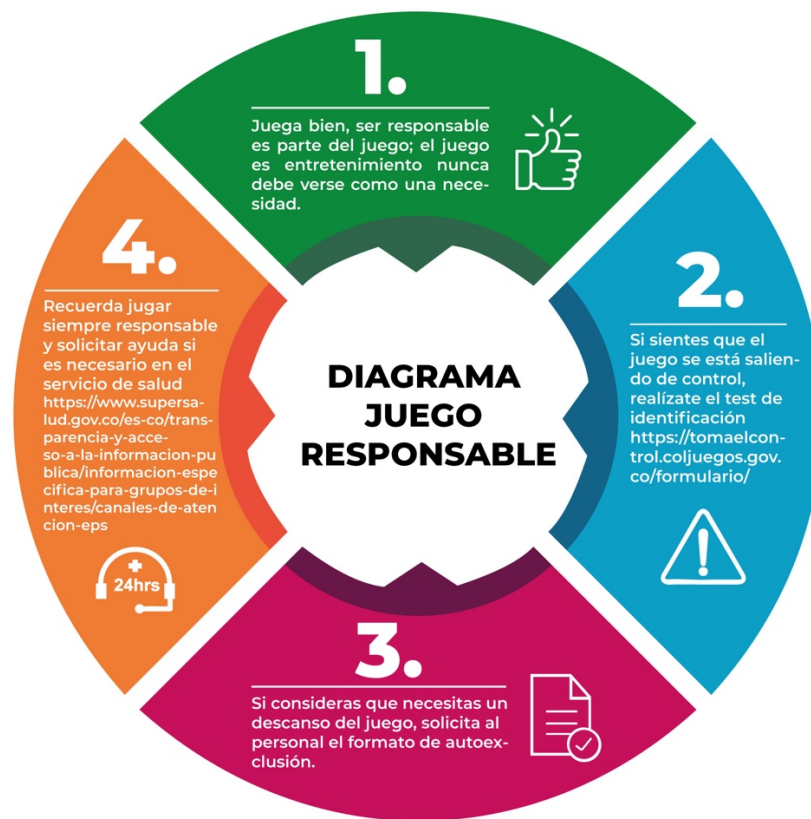 1.
Juega bien, ser responsable
es parte del juego; el juego
es entretenimiento nunca
debe verse como una nece-
sidad.
2.
Si sientes que el
juego se está salien-
do de control,
realízate el test de
identificación
https://tomaelcon-
trol.coljuegos.gov.
co/formulario/
3.
Si consideras que necesitas un
descanso del juego, solicita al
personal el formato de autoex-
clusión.
4.
Recuerda jugar
siempre responsable
y solicitar ayuda si
es necesario en el
servicio de salud
https://www.supersa-
lud.gov.co/es-co/trans-
parencia-y-acce-
so-a-la-informacion-pu
blica/informacion-espe
cifica-para-grupos-de-i
nteres/canales-de-aten
cion-eps
24hrs
DIAGRAMA
JUEGO
RESPONSABLE